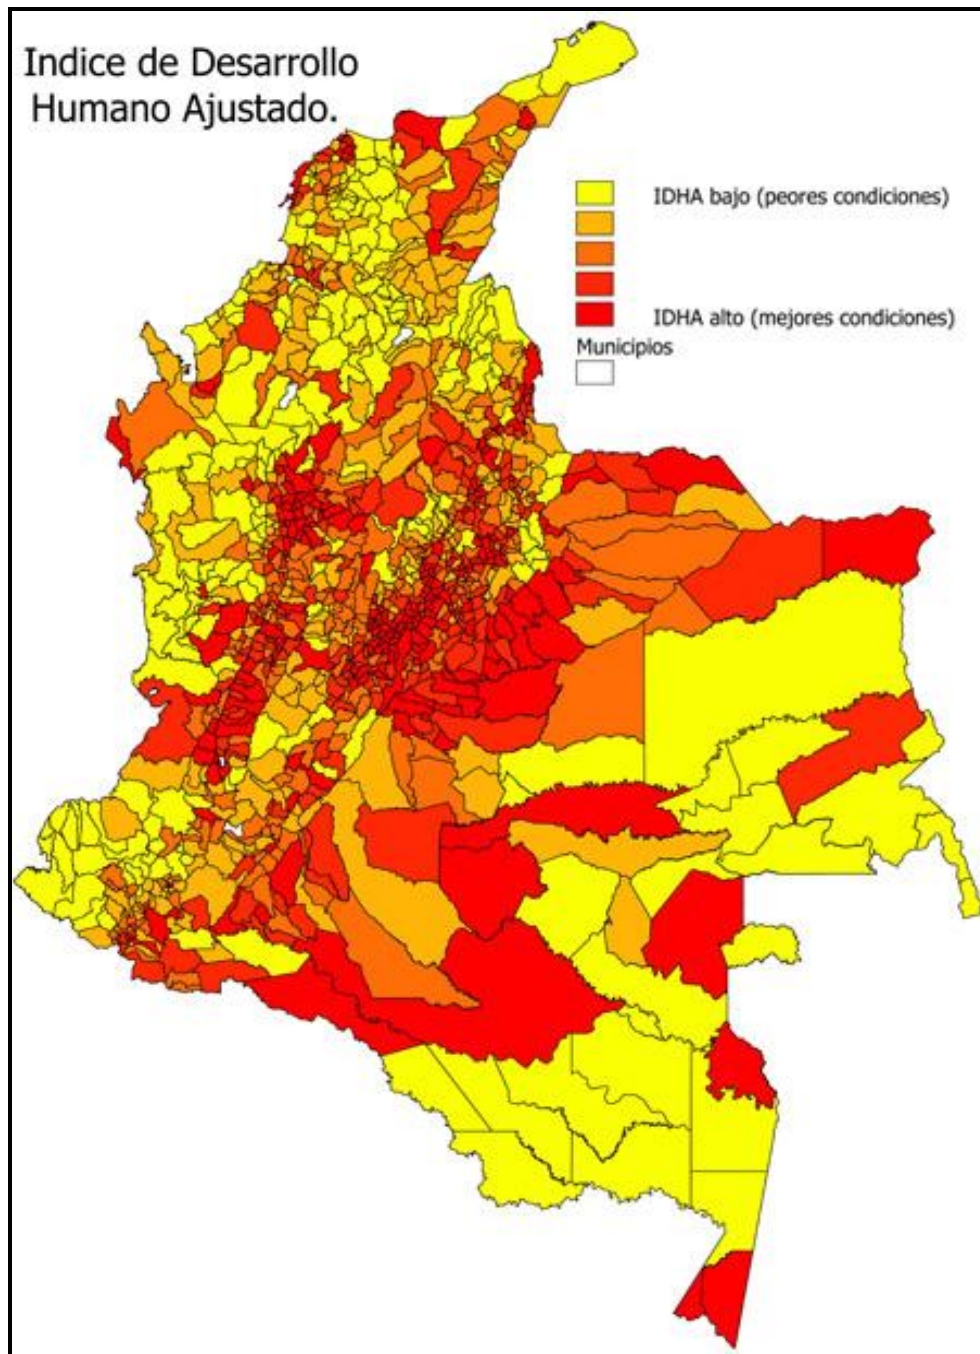 Indice de Desarrollo
Humano Ajustado.
IDHA bajo (peores condiciones)
IDHA alto (mejores condiciones)
Municipios